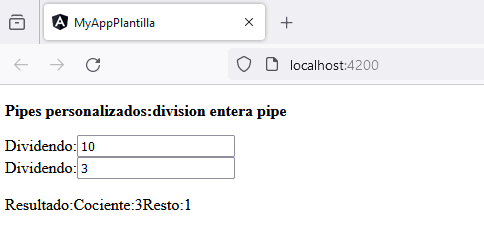 MyAppPlantilla
localhost:4200
Pipes personalizados:division entera pipe
Dividendo:10
Dividendo:3
Resultado:Cociente:3Resto:1